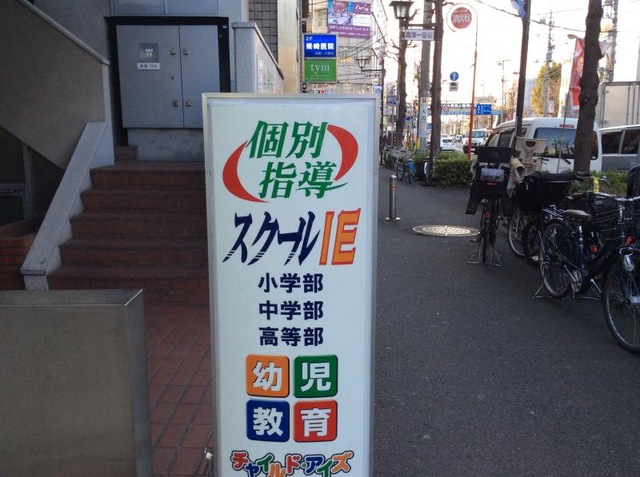 個別
指導
スクールIE
小学部
中学部
高等部
幼児
教育
チャイルド・アイズ
2F
柴崎医院
tym